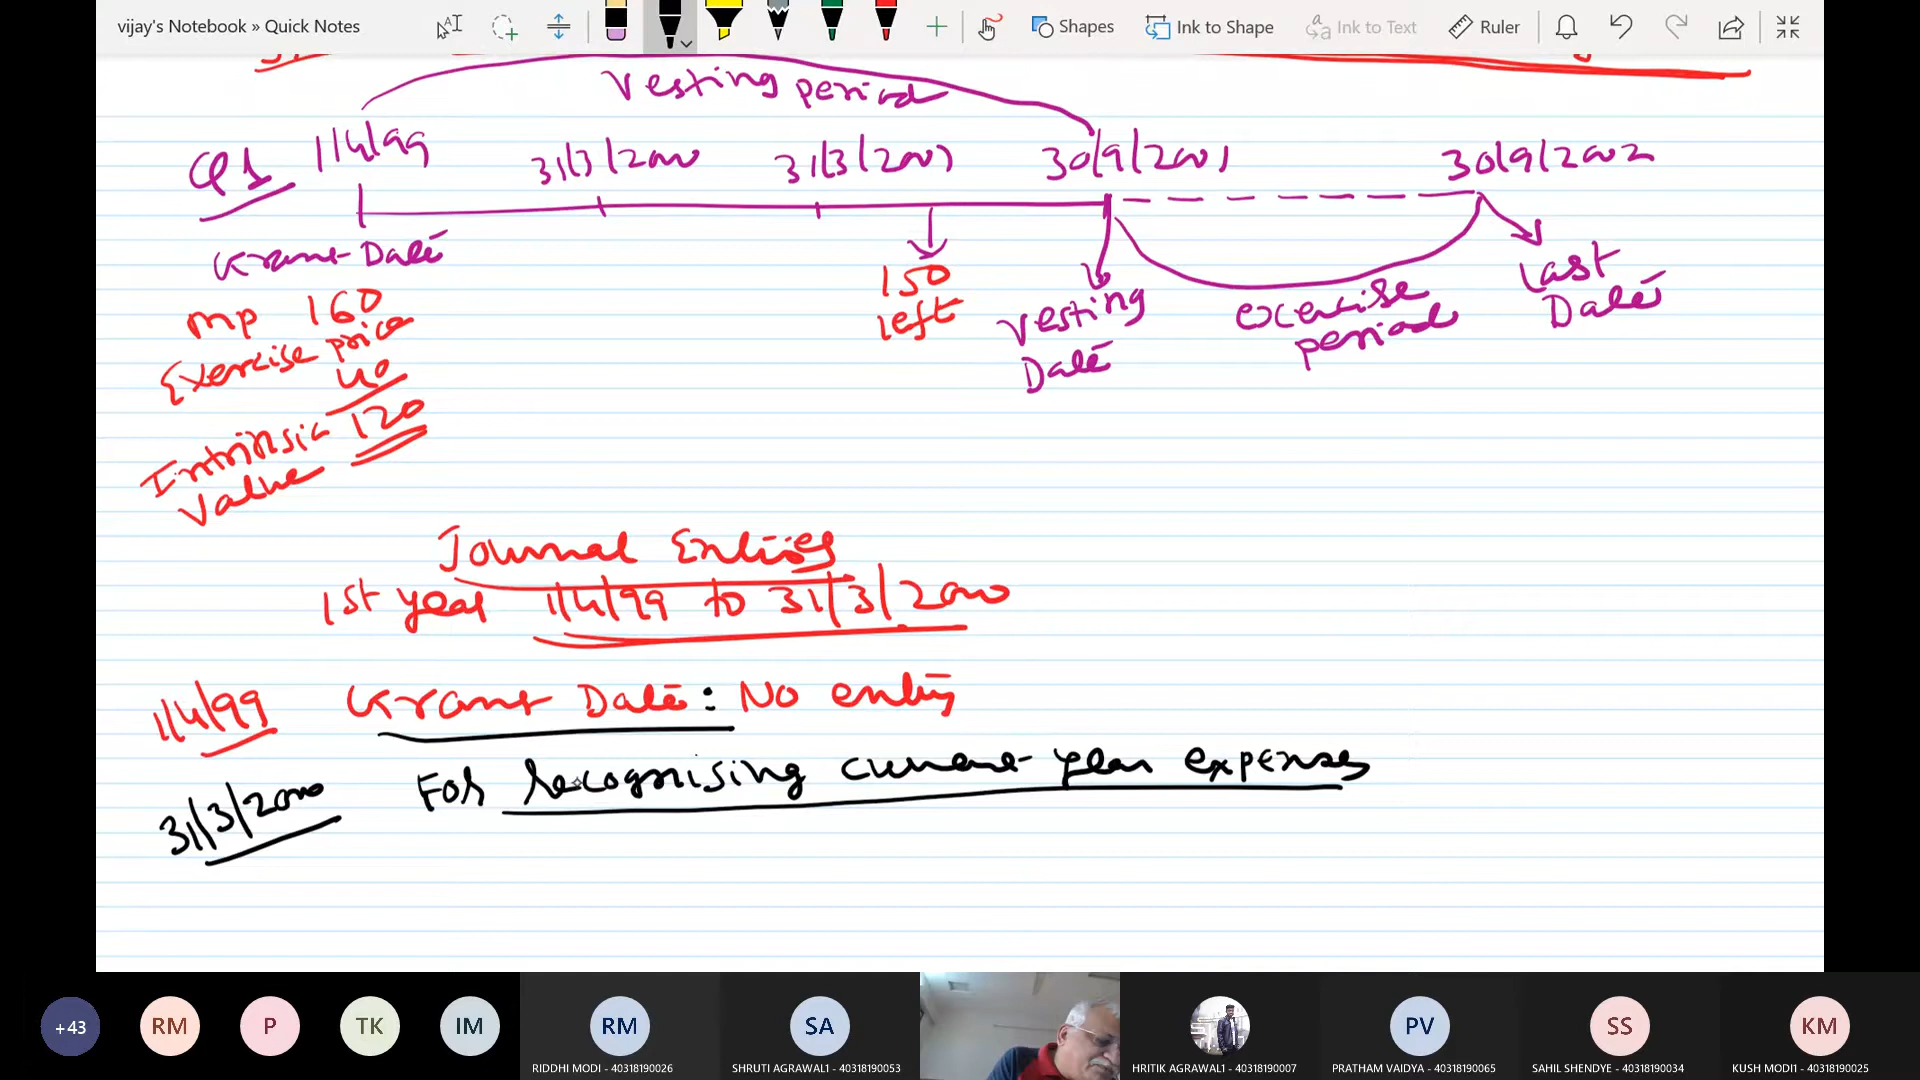 vijay's Notebook » Quick Notes
Shapes
Ink to Shape
Ink to Text
Ruler
Vesting period
Q1 1/4/99 31/3/2000 31/3/2001 30/9/2001 30/9/2002
Grant Date
150
left
Vesting
Date
excercise
period
Last
Date
MP 160
Exercise price
40
Intrinsic 120
Value
Journal Entries
1st year 1/4/99 to 31/3/2000
1/4/99 Grant Date: No entry
31/3/2000 For recognising current year expenses
+43
RM
P
TK
IM
RM
SA
PV
SS
KM
RIDDHI MODI - 40318190026
SHRUTI AGRAWAL1 - 40318190053
HRITIK AGRAWAL1 - 40318190007
PRATHAM VAIDYA - 40318190065
SAHIL SHENDYE - 40318190034
KUSH MODI1 - 40318190025